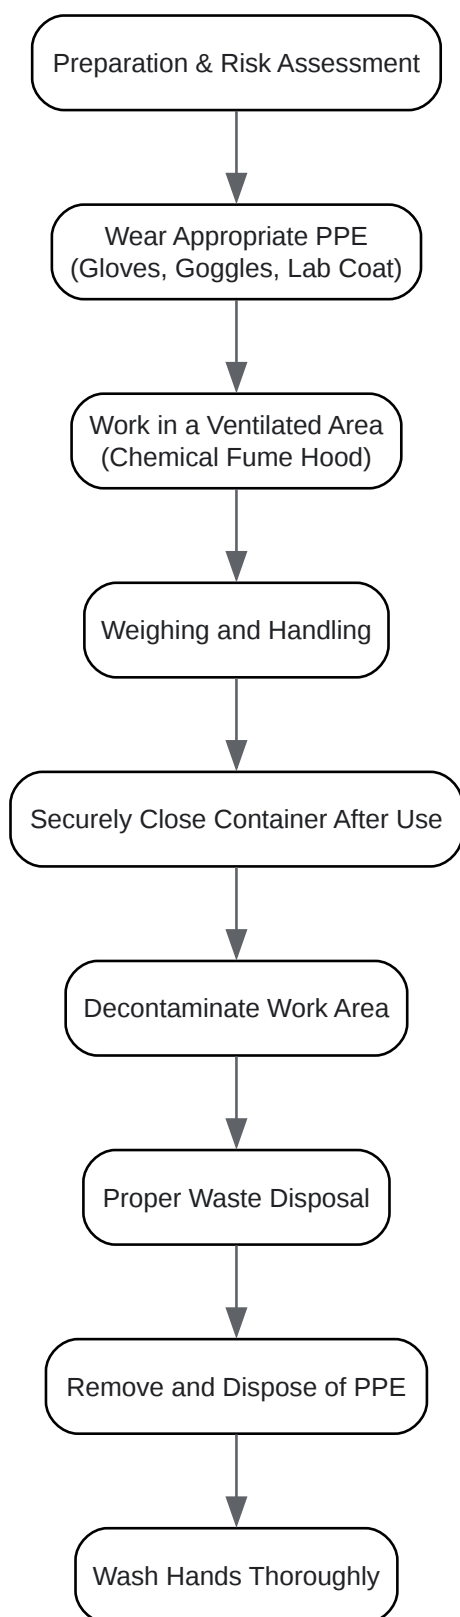 Preparation & Risk Assessment
Wear Appropriate PPE
(Gloves, Goggles, Lab Coat)
Work in a Ventilated Area
(Chemical Fume Hood)
Weighing and Handling
Securely Close Container After Use
Decontaminate Work Area
Proper Waste Disposal
Remove and Dispose of PPE
Wash Hands Thoroughly